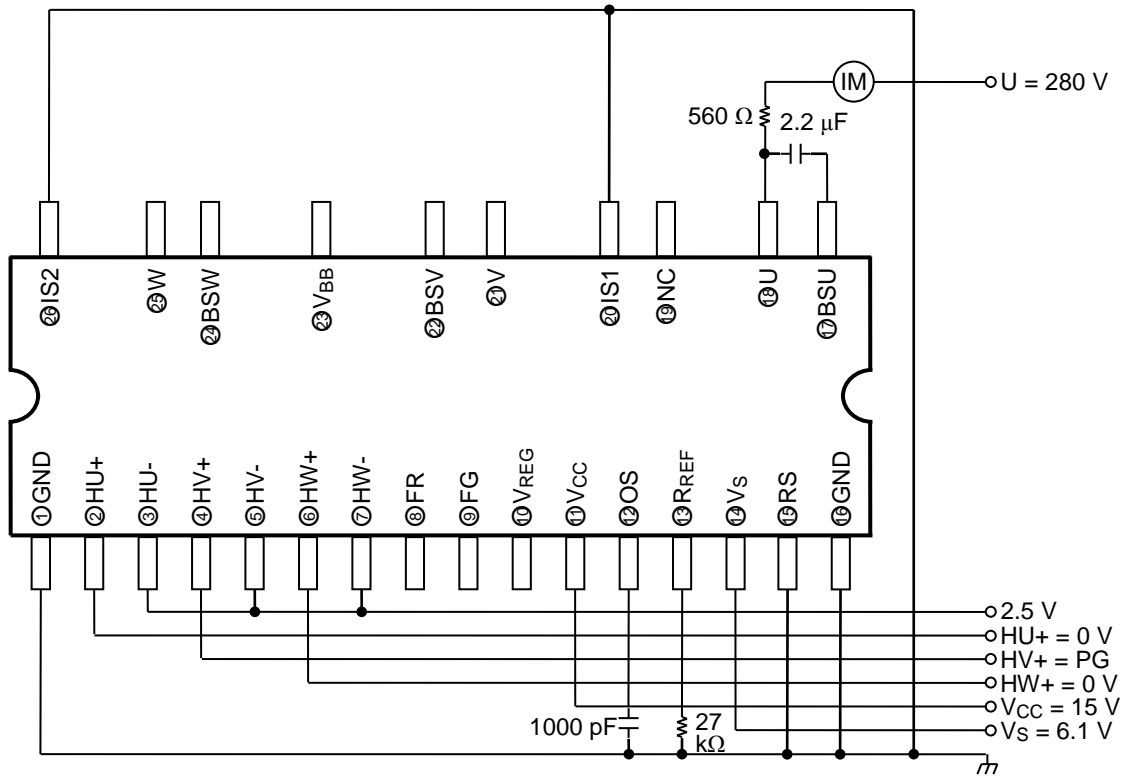 IM
U = 280 V
560 Ω
2.2 μF
㉖IS2
㉕W
㉔BSW
㉓VBB
㉒BSV
㉑V
⑳IS1
⑲NC
⑱U
⑰BSU
①GND
②HU+
③HU-
④HV+
⑤HV-
⑥HW+
⑦HW-
⑧FR
⑨FG
⑩VREG
⑪VCC
⑫OS
⑬RREF
⑭VS
⑮RS
⑯GND
2.5 V
HU+ = 0 V
HV+ = PG
HW+ = 0 V
VCC = 15 V
VS = 6.1 V
1000 pF
27
kΩ